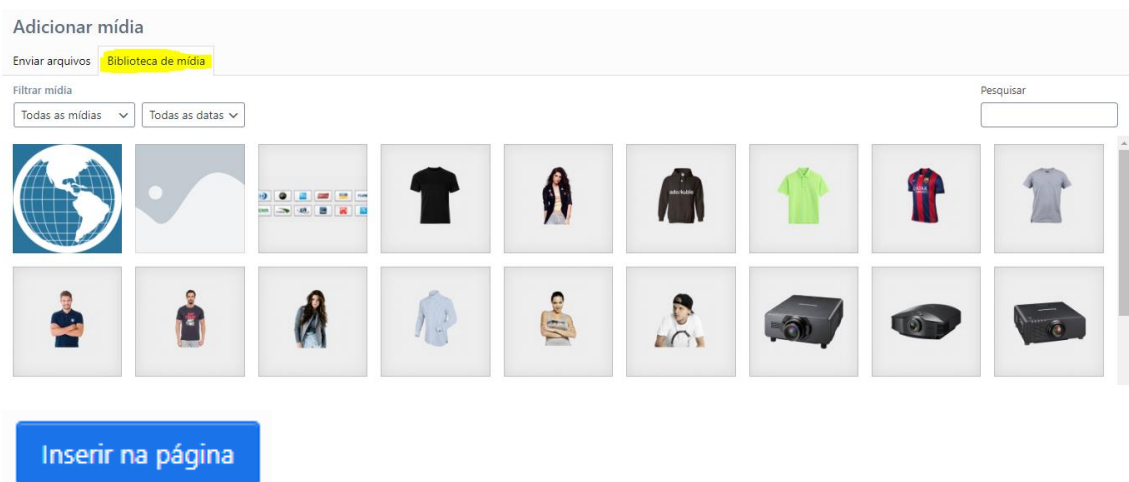 Adicionar mídia
Enviar arquivos Biblioteca de mídia
Filtrar mídia
Pesquisar
Todas as mídias Todas as datas
Inserir na página